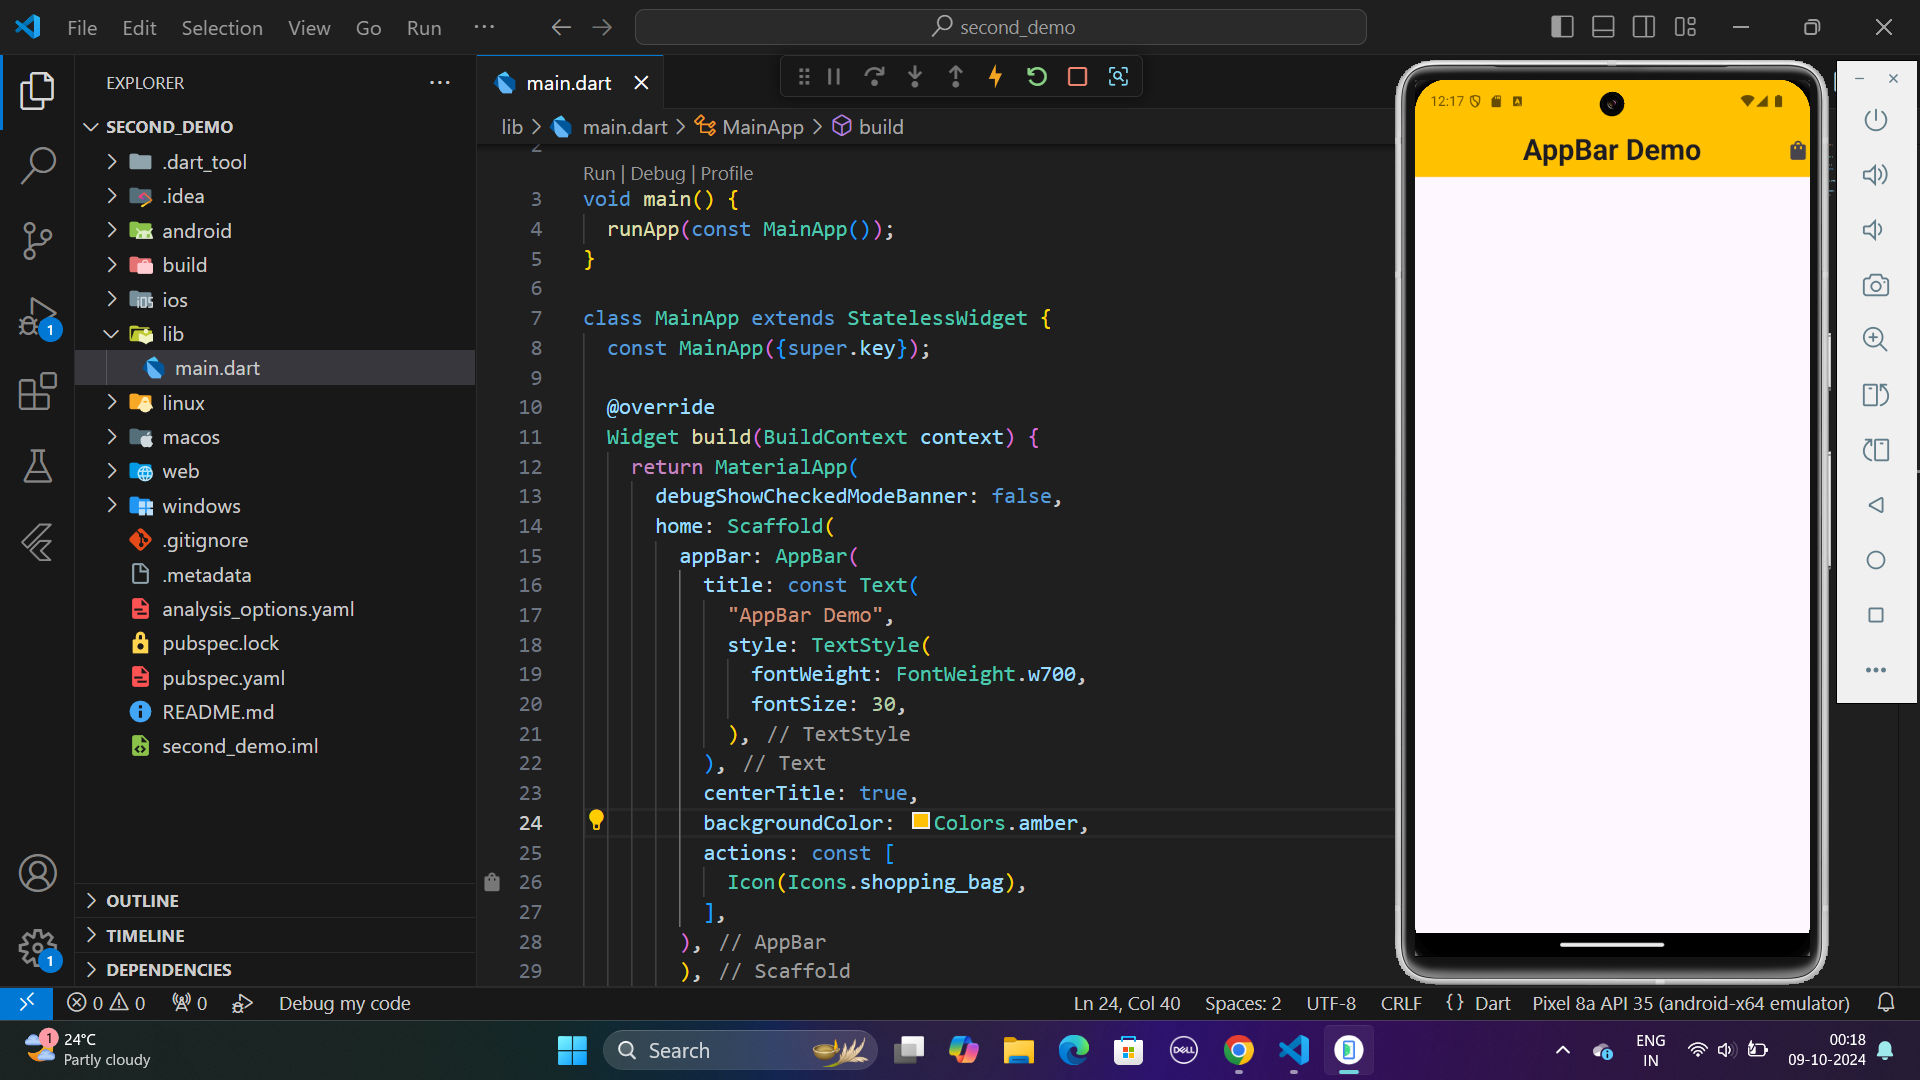 File Edit Selection View Go Run ···
second_demo
EXPLORER
SECOND_DEMO
.dart_tool
.idea
android
build
ios
lib
main.dart
linux
macos
web
windows
.gitignore
.metadata
analysis_options.yaml
pubspec.lock
pubspec.yaml
README.md
second_demo.iml
OUTLINE
TIMELINE
DEPENDENCIES
1
1
main.dart
lib > main.dart > MainApp > build
2
Run | Debug | Profile
3 void main() {
4 runApp(const MainApp());
5 }
6
7 class MainApp extends StatelessWidget {
8 const MainApp({super.key});
9
10 @override
11 Widget build(BuildContext context) {
12 return MaterialApp(
13 debugShowCheckedModeBanner: false,
14 home: Scaffold(
15 appBar: AppBar(
16 title: const Text(
17 "AppBar Demo",
18 style: TextStyle(
19 fontWeight: FontWeight.w700,
20 fontSize: 30,
21 ), // TextStyle
22 ), // Text
23 centerTitle: true,
24 backgroundColor: Colors.amber,
25 actions: const [
26 Icon(Icons.shopping_bag),
27 ],
28 ), // AppBar
29 ), // Scaffold
12:17
AppBar Demo
0 0 0 Debug my code
Ln 24, Col 40 Spaces: 2 UTF-8 CRLF {} Dart Pixel 8a API 35 (android-x64 emulator)
1
24°C
Partly cloudy
Search
DELL
ENG
IN
00:18
09-10-2024